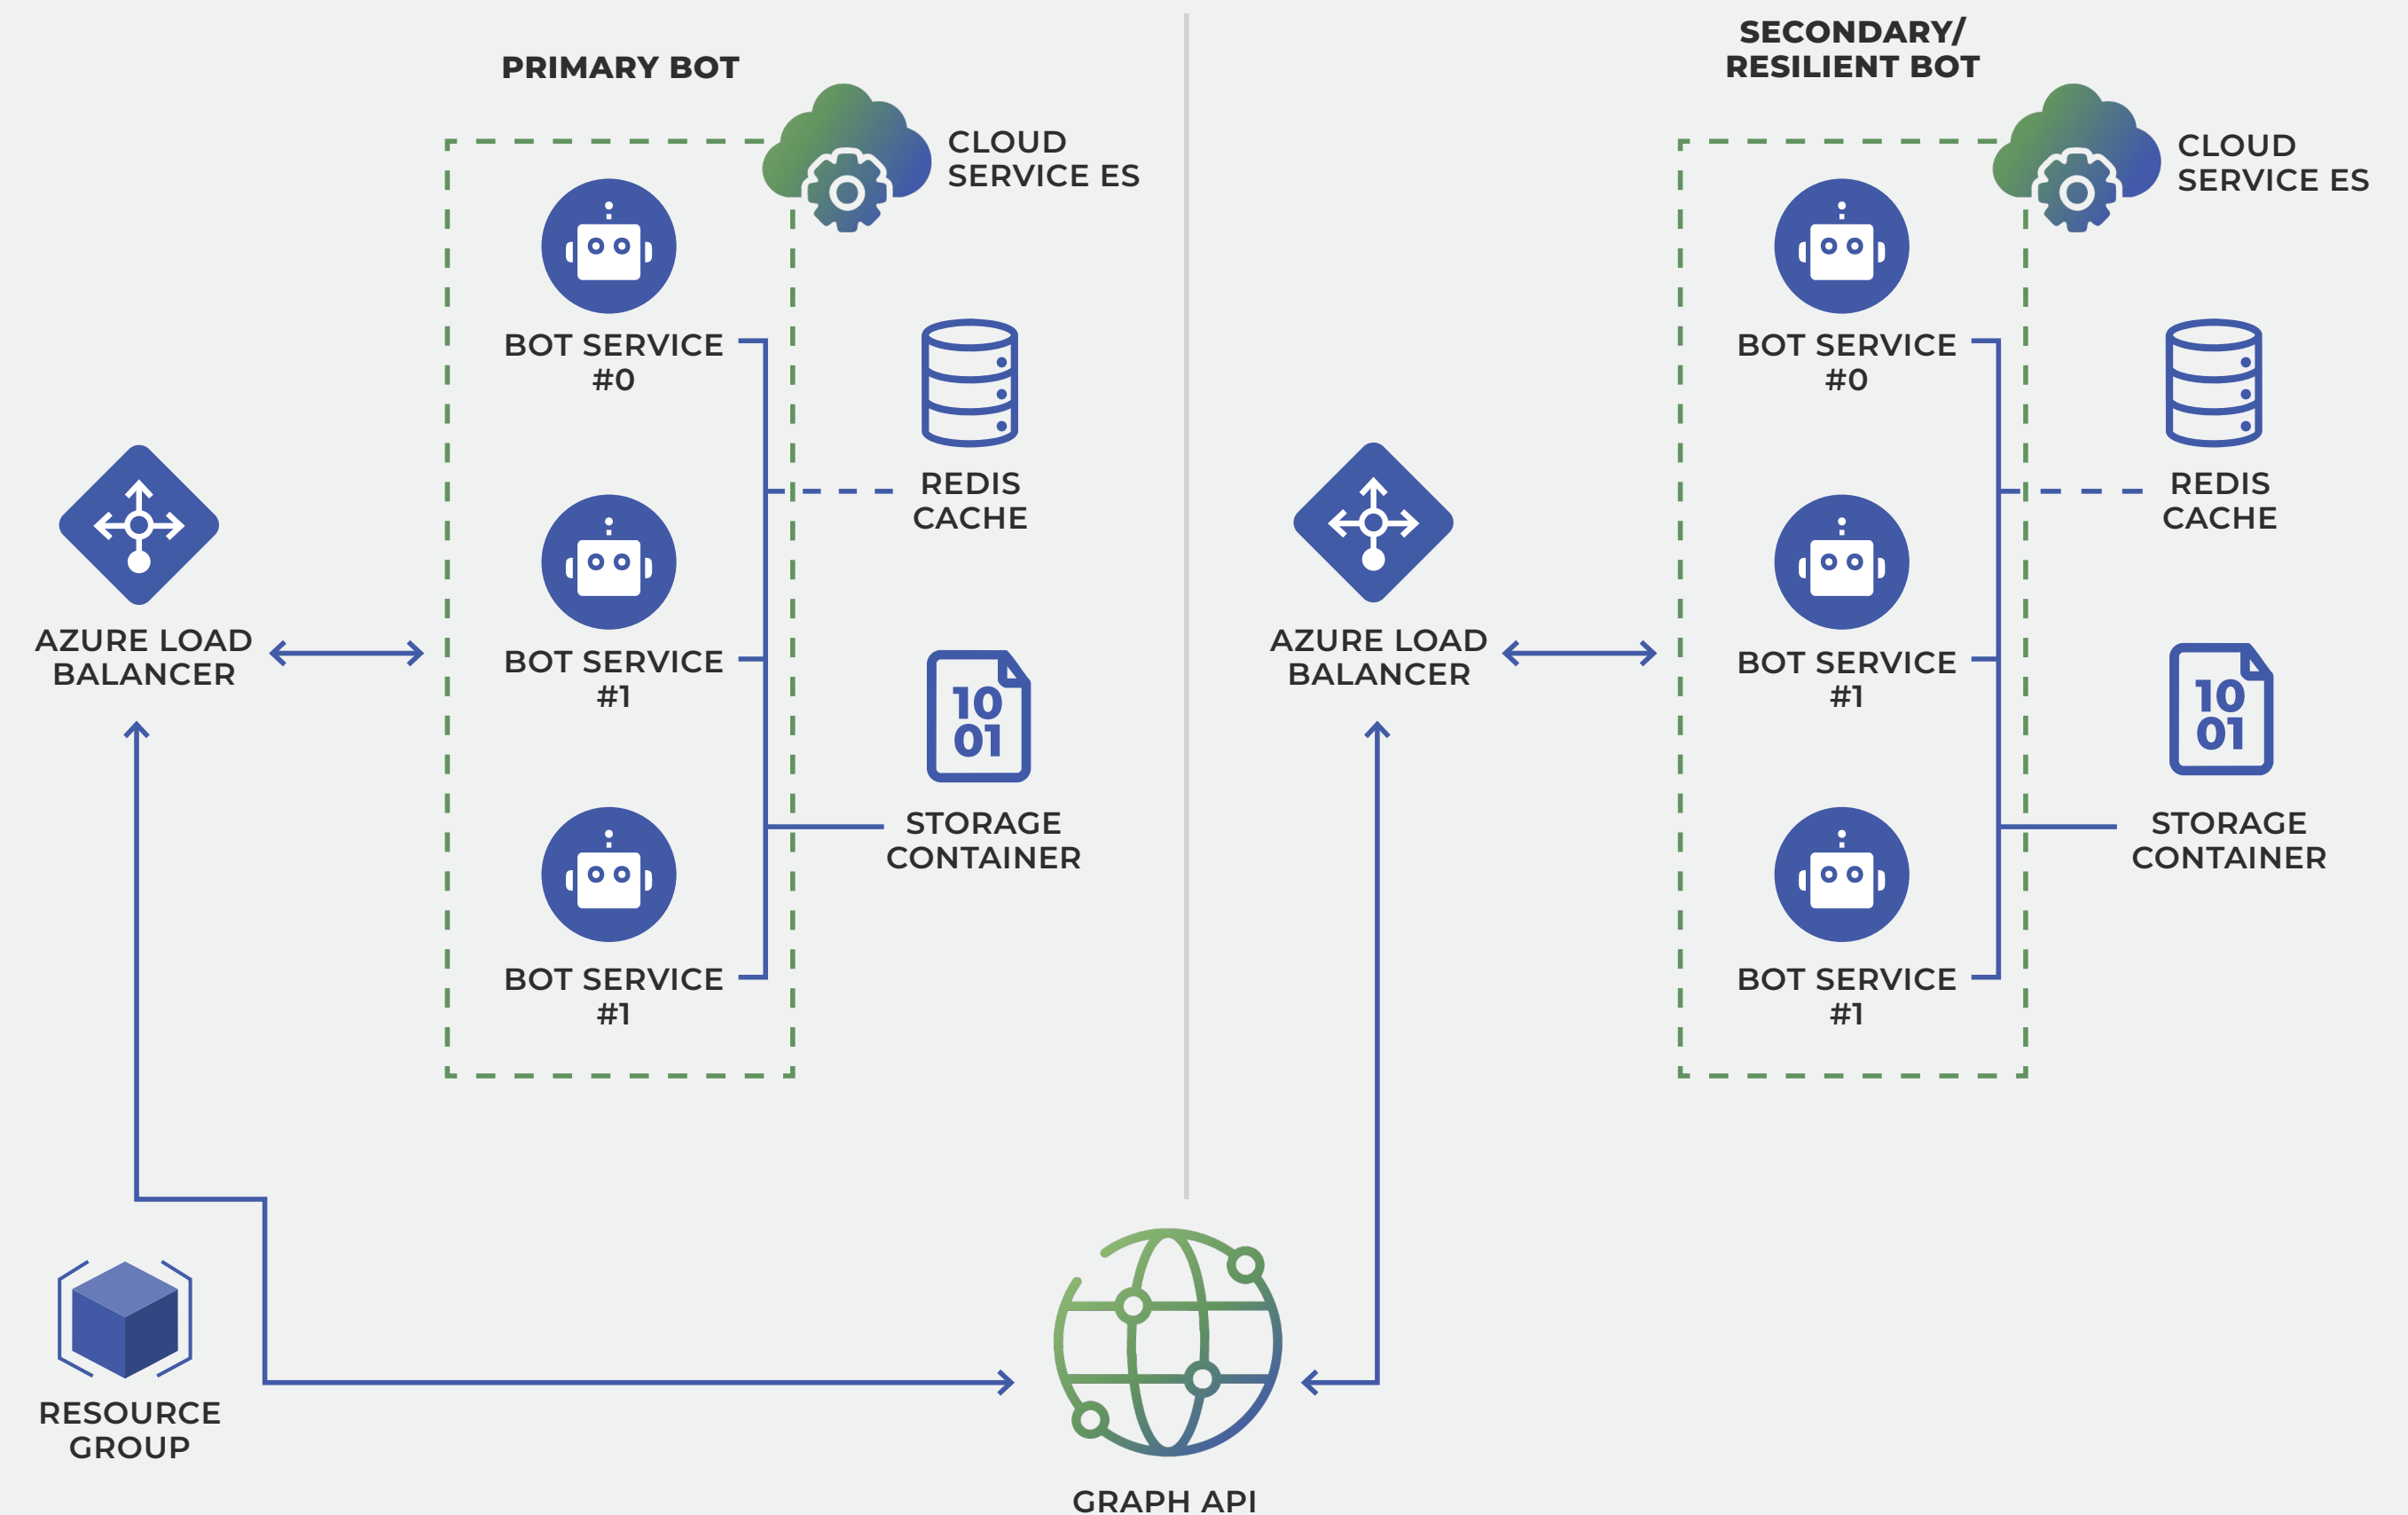 PRIMARY BOT
CLOUD
SERVICE ES
BOT SERVICE
#0
REDIS
CACHE
AZURE LOAD
BALANCER
BOT SERVICE
#1
10
01
STORAGE
CONTAINER
BOT SERVICE
#1
SECONDARY/
RESILIENT BOT
CLOUD
SERVICE ES
BOT SERVICE
#0
REDIS
CACHE
AZURE LOAD
BALANCER
BOT SERVICE
#1
10
01
STORAGE
CONTAINER
BOT SERVICE
#1
RESOURCE
GROUP
GRAPH API